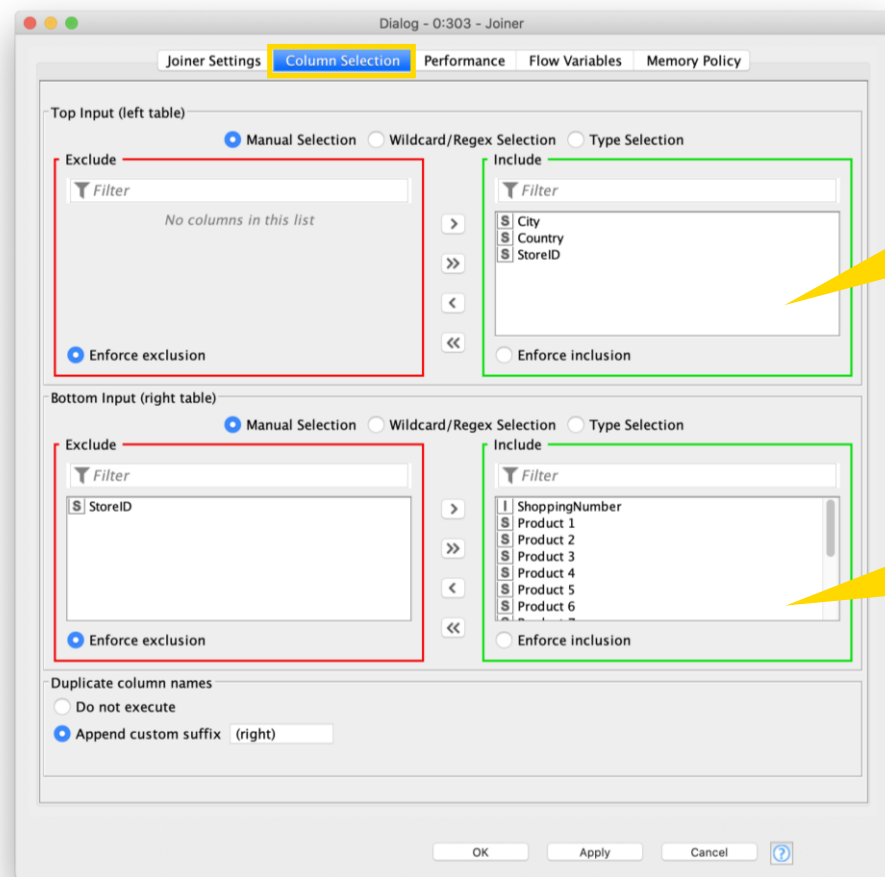 Dialog - 0:303 - Joiner
Joiner Settings Column Selection Performance Flow Variables Memory Policy
Top Input (left table)
Manual Selection Wildcard/Regex Selection Type Selection
Exclude
Filter
No columns in this list
Enforce exclusion
>
>>
<
<<
Include
Filter
S City
S Country
S StoreID
Enforce inclusion
Bottom Input (right table)
Manual Selection Wildcard/Regex Selection Type Selection
Exclude
Filter
S StoreID
Enforce exclusion
>
>>
<
<<
Include
Filter
I ShoppingNumber
S Product 1
S Product 2
S Product 3
S Product 4
S Product 5
S Product 6
Enforce inclusion
Duplicate column names
Do not execute
Append custom suffix (right)
OK Apply Cancel ?